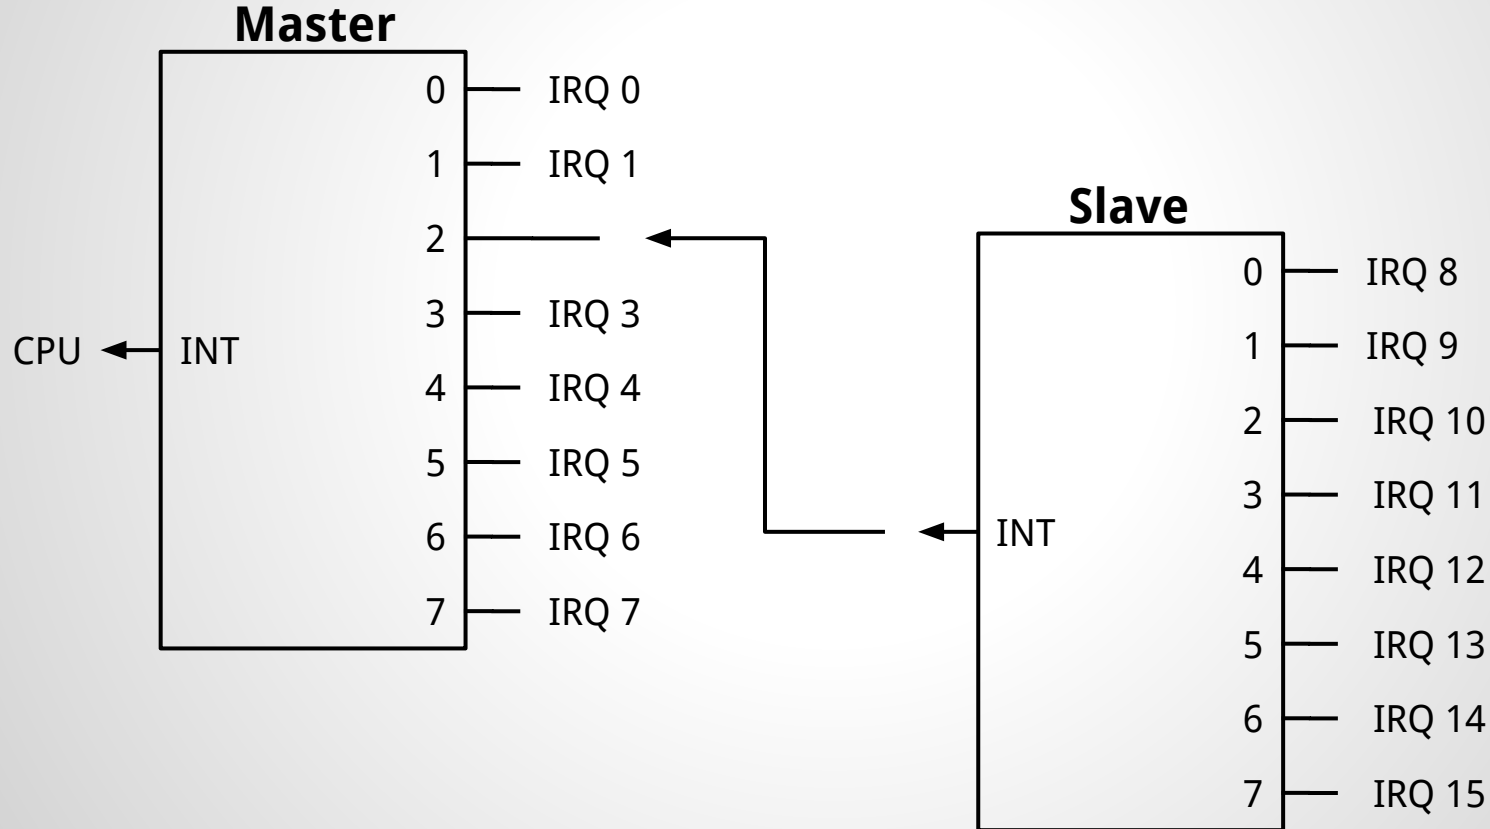 Master
0 IRQ 0
1 IRQ 1
2
3 IRQ 3
CPU INT
4 IRQ 4
5 IRQ 5
6 IRQ 6
7 IRQ 7
Slave
0 IRQ 8
1 IRQ 9
2 IRQ 10
3 IRQ 11
INT
4 IRQ 12
5 IRQ 13
6 IRQ 14
7 IRQ 15